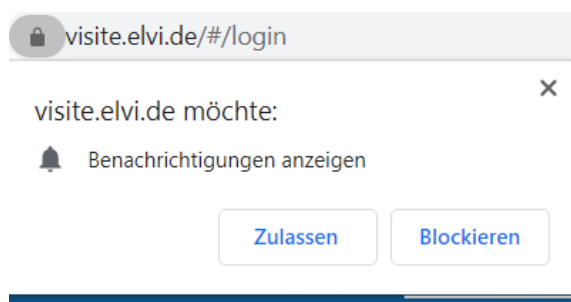 visite.elvi.de/#/login
visite.elvi.de möchte:
Benachrichtigungen anzeigen
Zulassen Blockieren